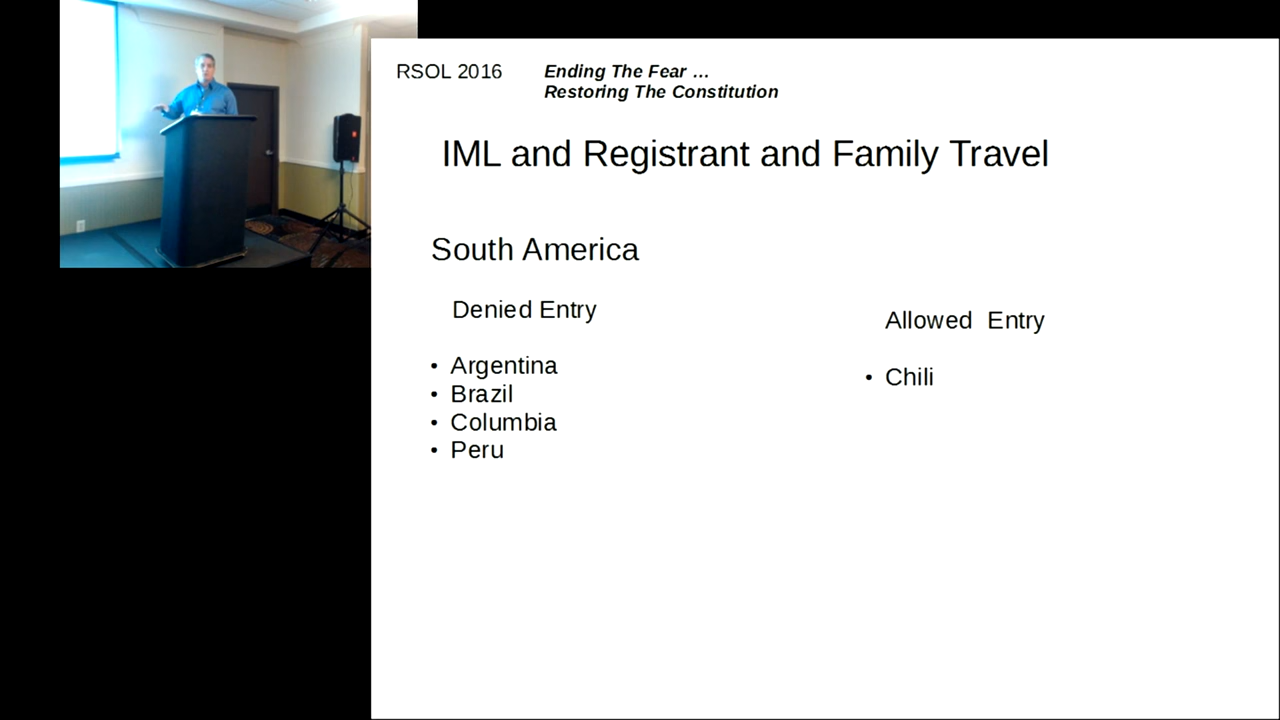 RSOL 2016
Ending The Fear ...
Restoring The Constitution
IML and Registrant and Family Travel
South America
Denied Entry
• Argentina
• Brazil
• Columbia
• Peru
Allowed Entry
• Chili